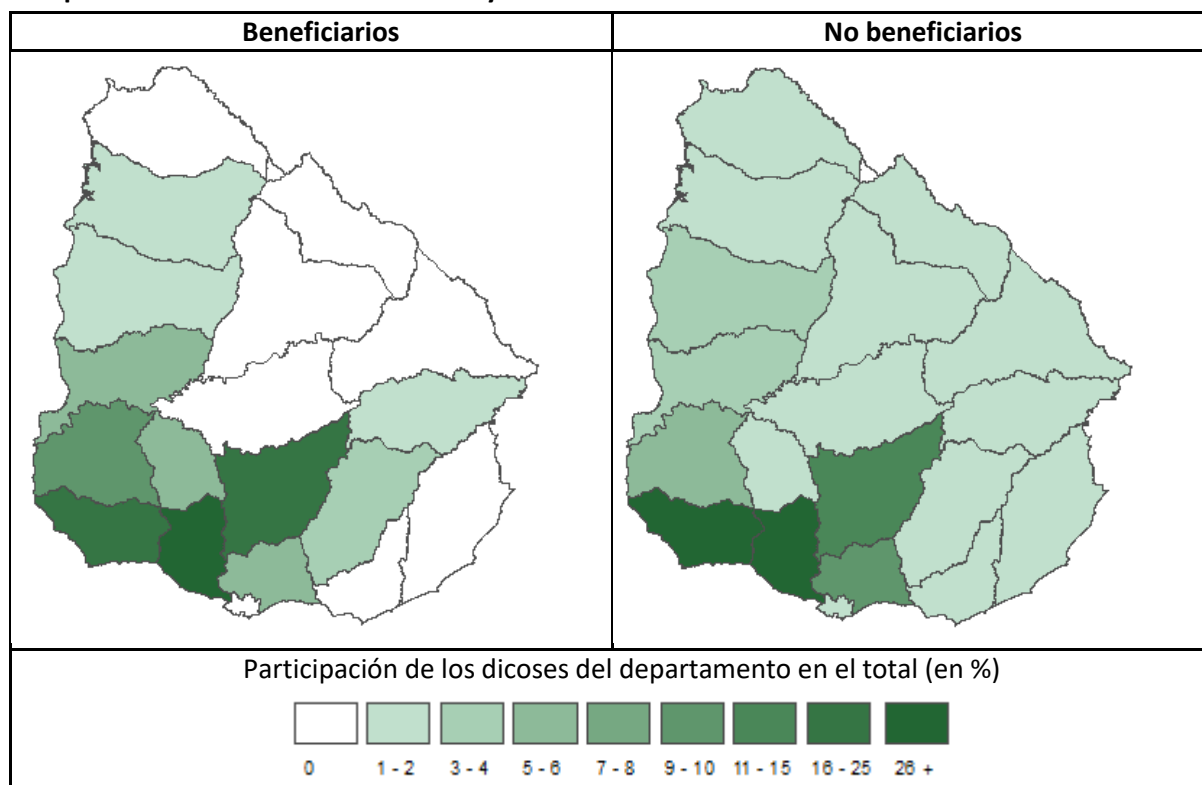 Beneficiarios
No beneficiarios
Participación de los dicoses del departamento en el total (en %)
0 1 - 2 3 - 4 5 - 6 7 - 8 9 - 10 11 - 15 16 - 25 26 +